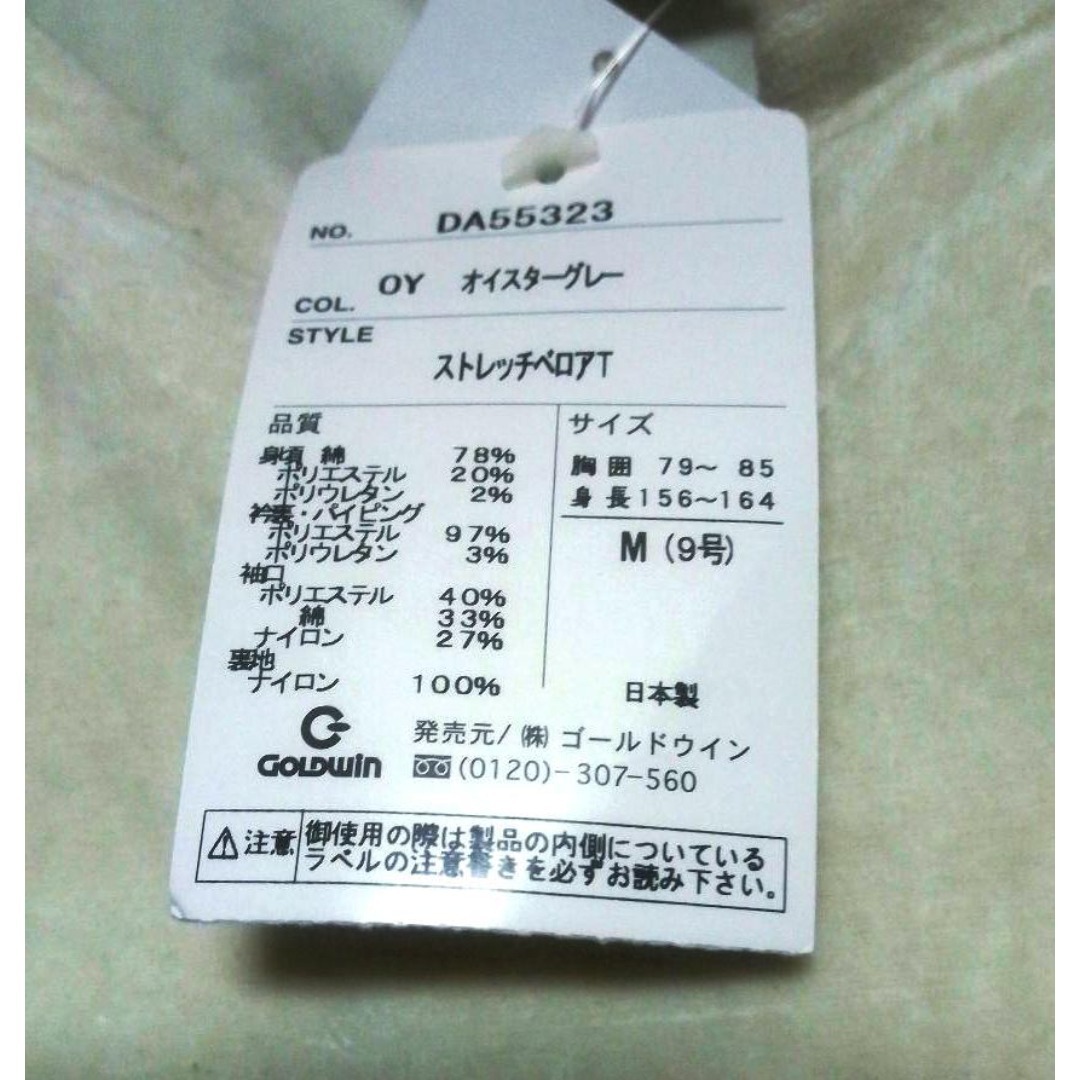 NO. DA55323
COL. OY オイスターグレー
STYLE
ストレッチベロアT
品質
身頃 綿 78%
ポリエステル 20%
ポリウレタン 2%
衿裏・パイピング
ポリエステル 97%
ポリウレタン 3%
袖口
ポリエステル 40%
綿 33%
ナイロン 27%
裏地
ナイロン 100%
サイズ
胸囲 79〜 85
身長156〜164
M (9号)
日本製
GOLDWIN
発売元/㈱ゴールドウイン
(0120)-307-560
注意
御使用の際は製品の内側についている
ラベルの注意書きを必ずお読み下さい。